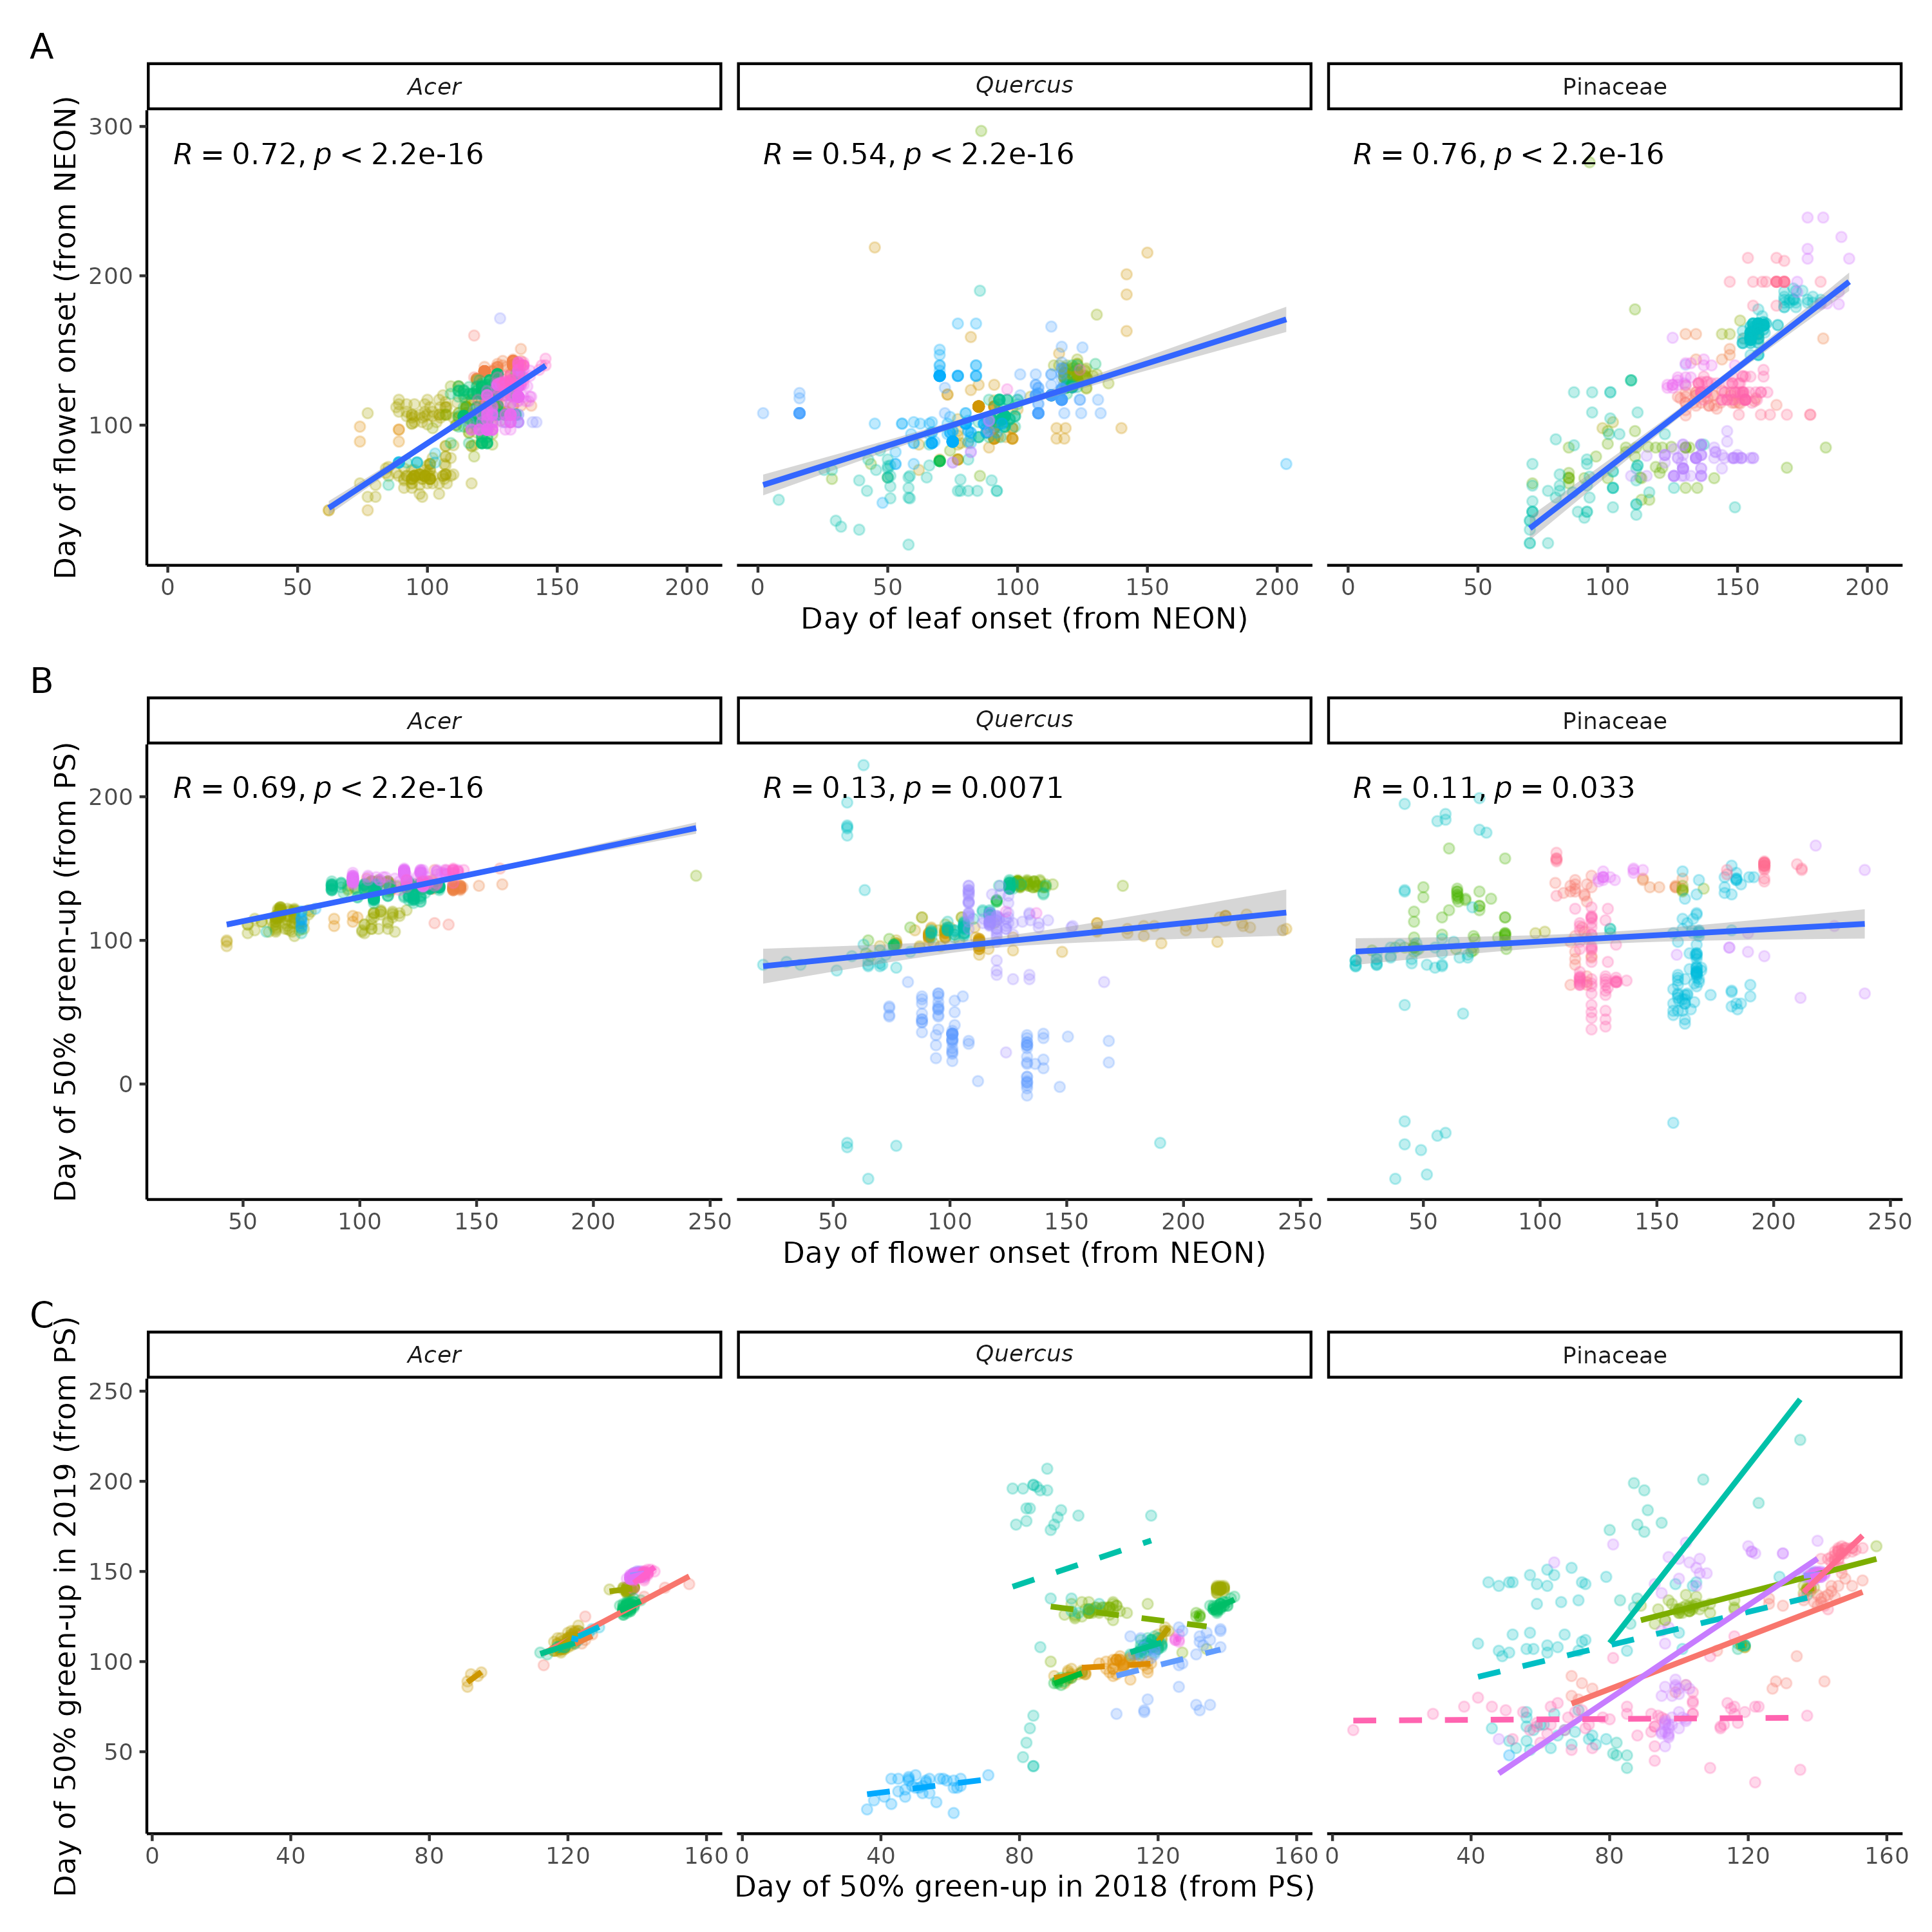 A
Acer
Quercus
Pinaceae
Day of flower onset (from NEON)
300
200
100
R = 0.72, p < 2.2e-16
R = 0.54, p < 2.2e-16
R = 0.76, p < 2.2e-16
0 50 100 150 200
0 50 100 150 200
0 50 100 150 200
Day of leaf onset (from NEON)
B
Acer
Quercus
Pinaceae
Day of 50% green-up (from PS)
200
100
0
R = 0.69, p < 2.2e-16
R = 0.13, p = 0.0071
R = 0.11, p = 0.033
50 100 150 200 250
50 100 150 200 250
50 100 150 200 250
Day of flower onset (from NEON)
C
Acer
Quercus
Pinaceae
Day of 50% green-up in 2019 (from PS)
250
200
150
100
50
0 40 80 120 160
0 40 80 120 160
0 40 80 120 160
Day of 50% green-up in 2018 (from PS)